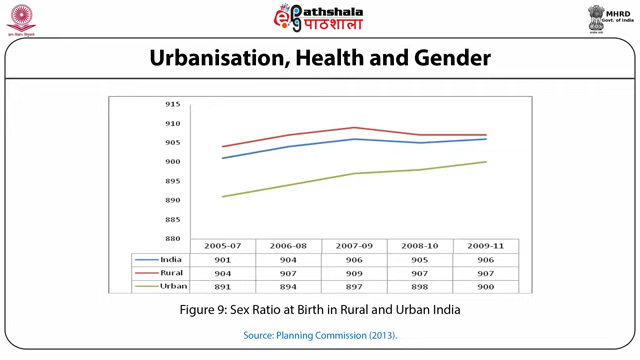 Pathshala
पाठशाला
MHRD
Govt. of India
Urbanisation, Health and Gender
915
910
905
900
895
890
885
880
2005-07 2006-08 2007-09 2008-10 2009-11
India 901 904 906 905 906
Rural 904 907 909 907 907
Urban 891 894 897 898 900
Figure 9: Sex Ratio at Birth in Rural and Urban India
Source: Planning Commission (2013).